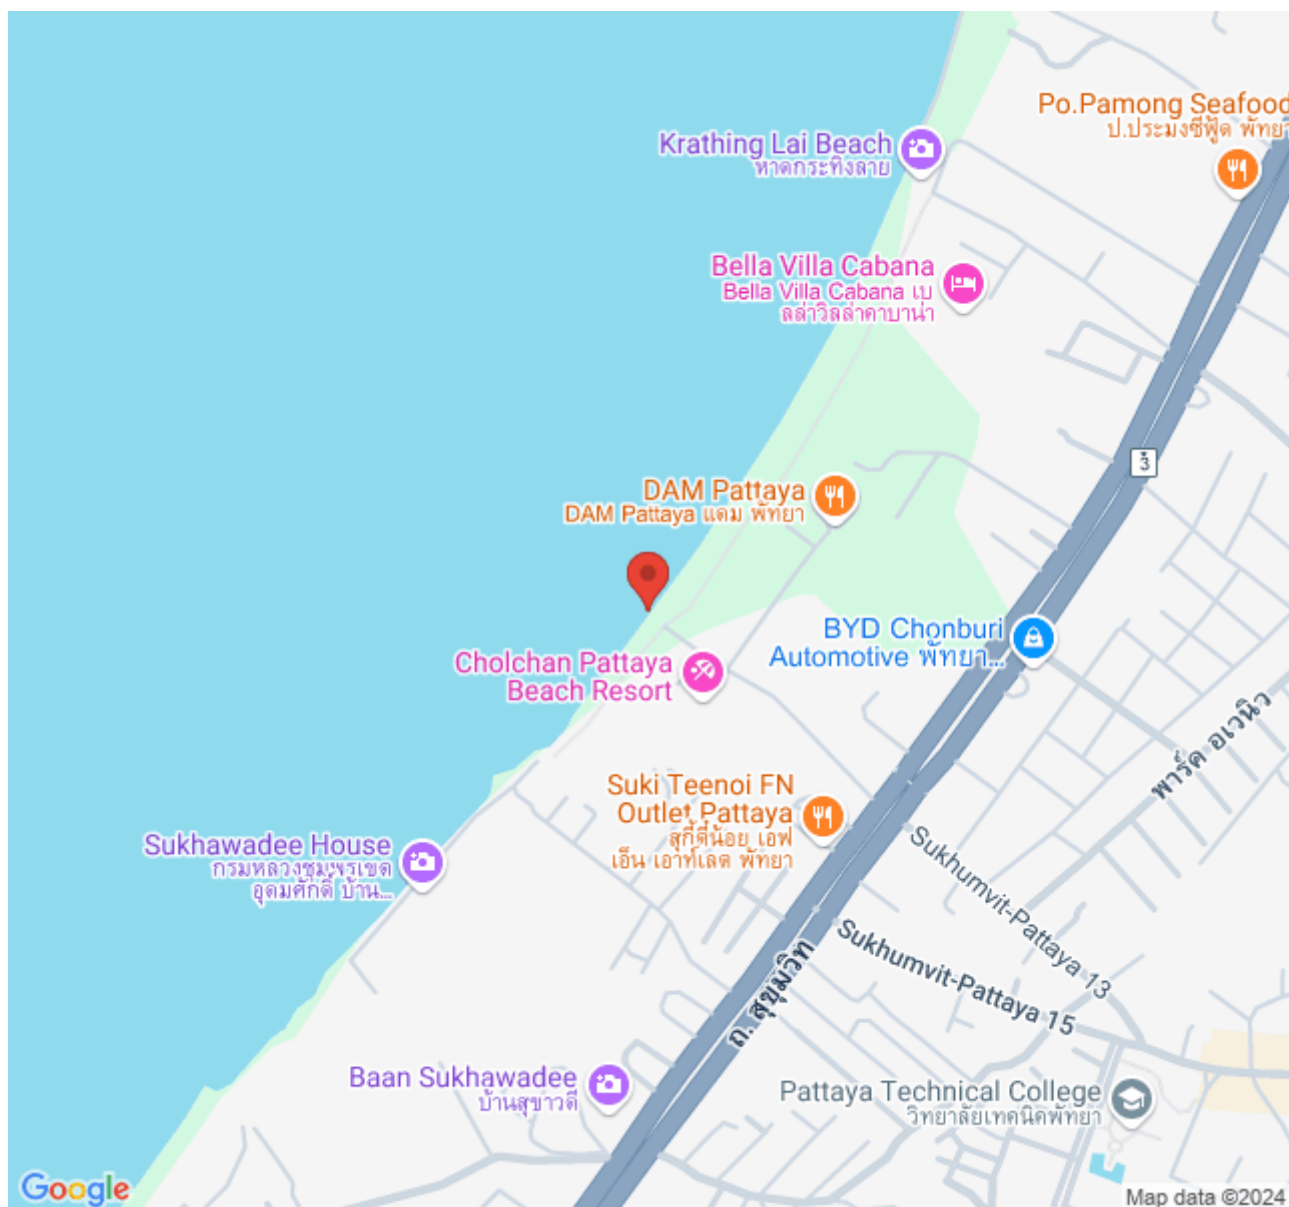 Po.Pamong Seafood
ป.ประมงซีฟู้ด พัทยา
Krathing Lai Beach
หาดกระทิงลาย
Bella Villa Cabana
Bella Villa Cabana เบ
ลล่าวิลล่าคาบาน่า
3
DAM Pattaya
DAM Pattaya แดม พัทยา
BYD Chonburi
Automotive พัทยา...
Cholchan Pattaya
Beach Resort
พาร์ค อเวนิว
Suki Teenoi FN
Outlet Pattaya
สุกี้ตี๋น้อย เอฟ
เอ็น เอาท์เลต พัทยา
Sukhawadee House
กรมหลวงชุมพรเขต
อุดมศักดิ์ บ้าน...
Sukhumvit-Pattaya 13
Sukhumvit-Pattaya 15
ถ. สุขุมวิท
Baan Sukhawadee
บ้านสุขาวดี
Pattaya Technical College
วิทยาลัยเทคนิคพัทยา
Google
Map data ©2024